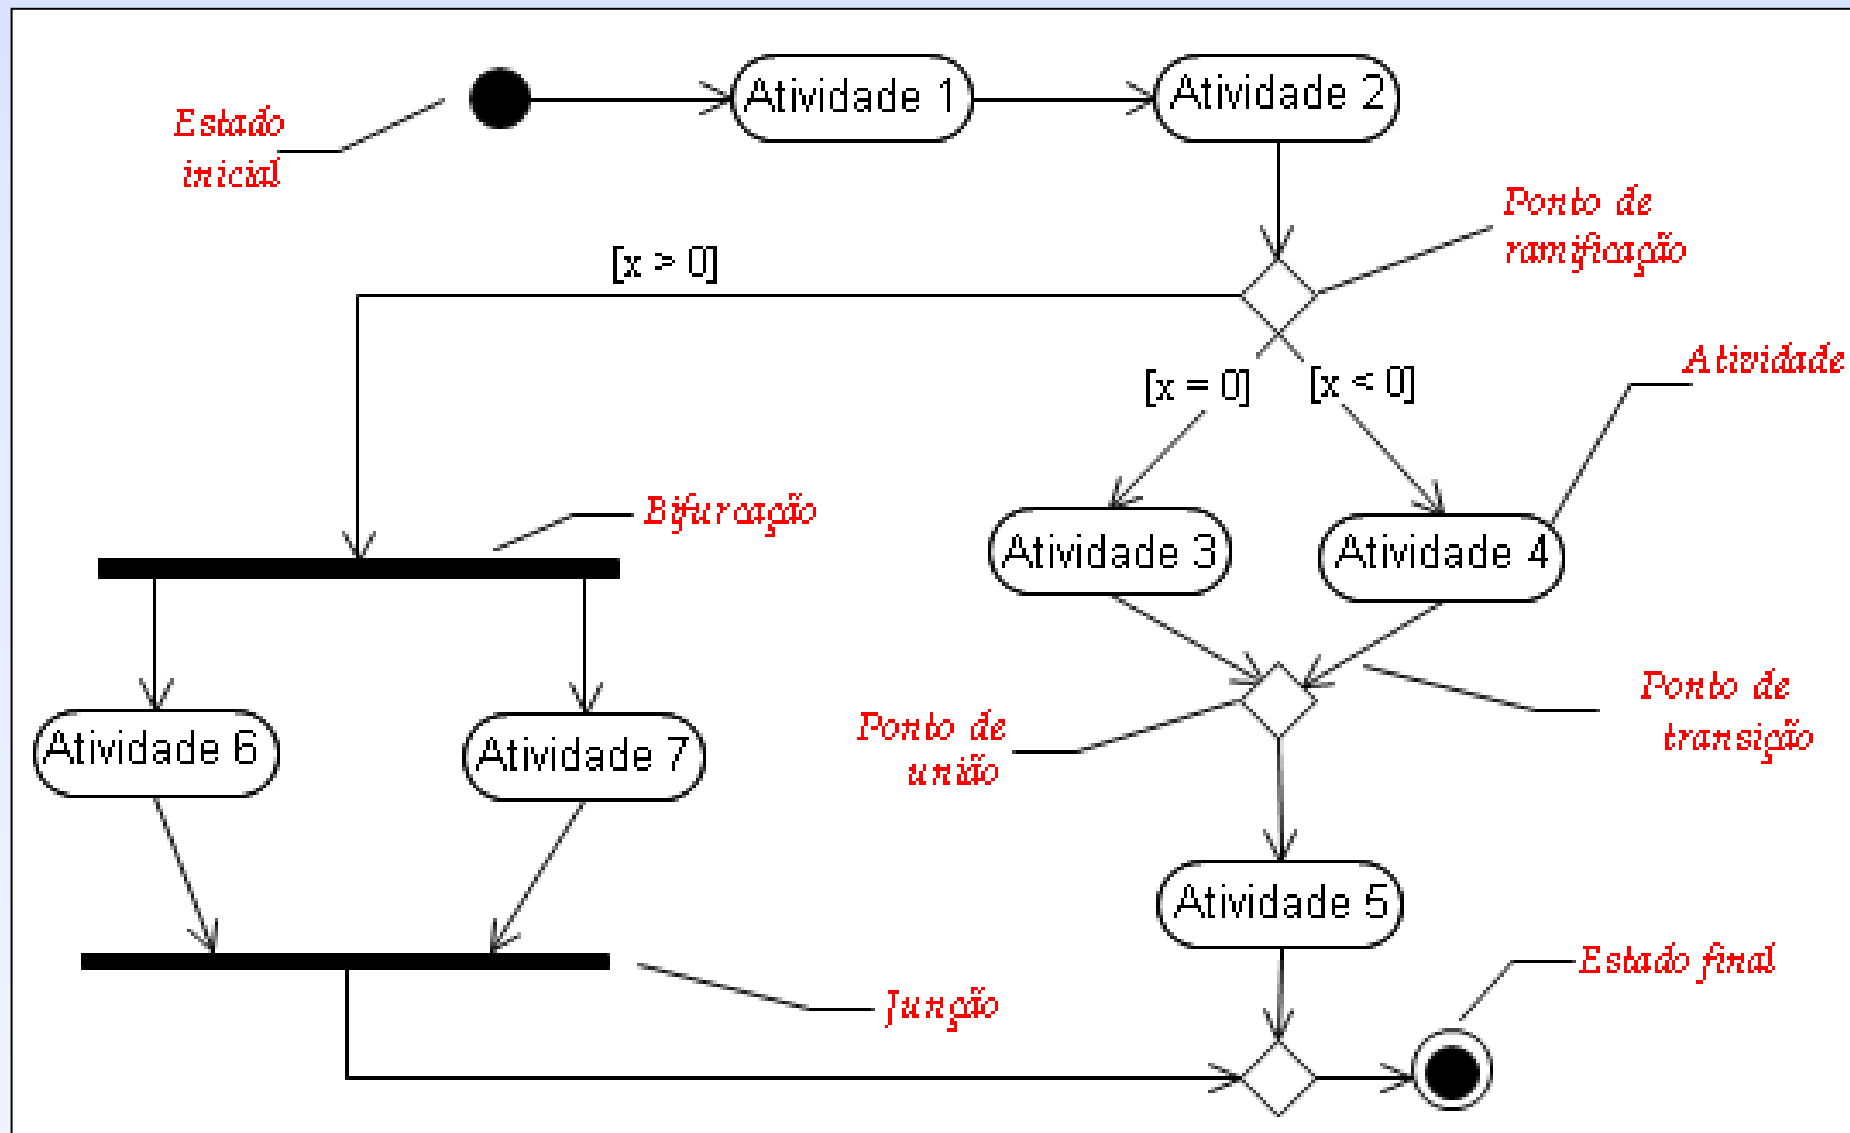 Atividade 1
Atividade 2
Estado
inicial
Ponto de
ramificação
[x > 0]
Atividade
[x = 0]
[x < 0]
Bifurcação
Atividade 3
Atividade 4
Ponto de
transição
Ponto de
união
Atividade 6
Atividade 7
Atividade 5
Estado final
Junção